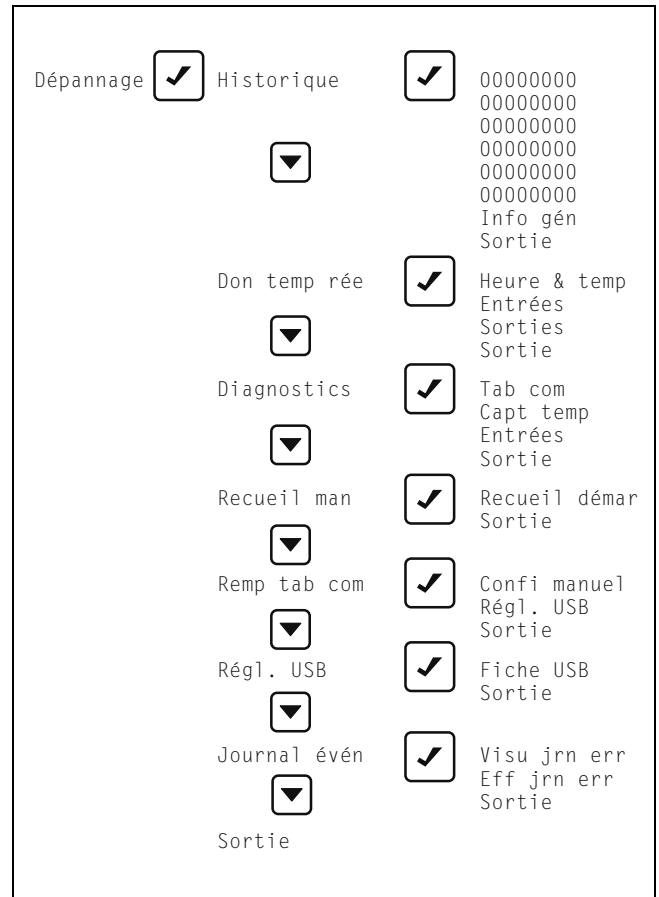 Dépannage Historique 00000000
00000000
00000000
00000000
00000000
00000000
Info gén
Sortie
Don temp rée Heure & temp
Entrées
Sorties
Sortie
Diagnostics Tab com
Capt temp
Entrées
Sortie
Recueil man Recueil démar
Sortie
Remp tab com Confi manuel
Régl. USB
Sortie
Régl. USB Fiche USB
Sortie
Journal évén Visu jrn err
Eff jrn err
Sortie
Sortie